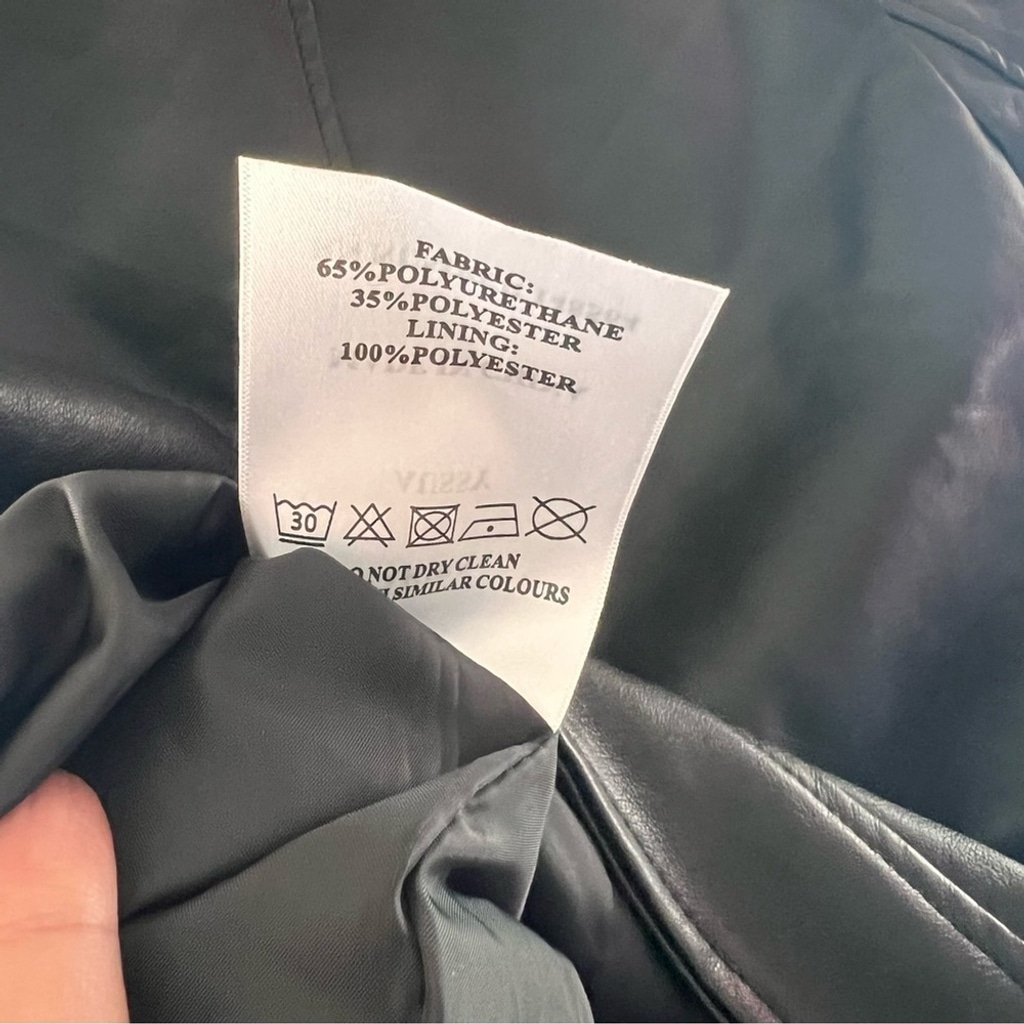 FABRIC:
65%POLYURETHANE
35%POLYESTER
LINING:
100%POLYESTER
30
NOT DRY CLEAN
SIMILAR COLOURS